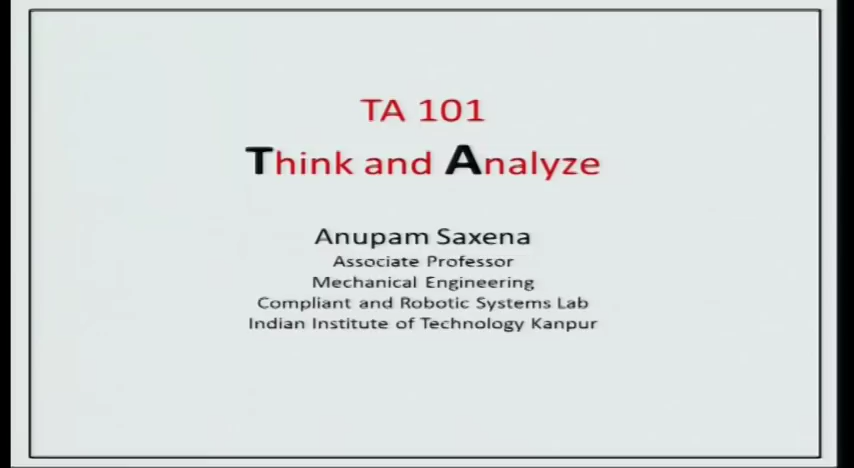 TA 101
Think and Analyze
Anupam Saxena
Associate Professor
Mechanical Engineering
Compliant and Robotic Systems Lab
Indian Institute of Technology Kanpur